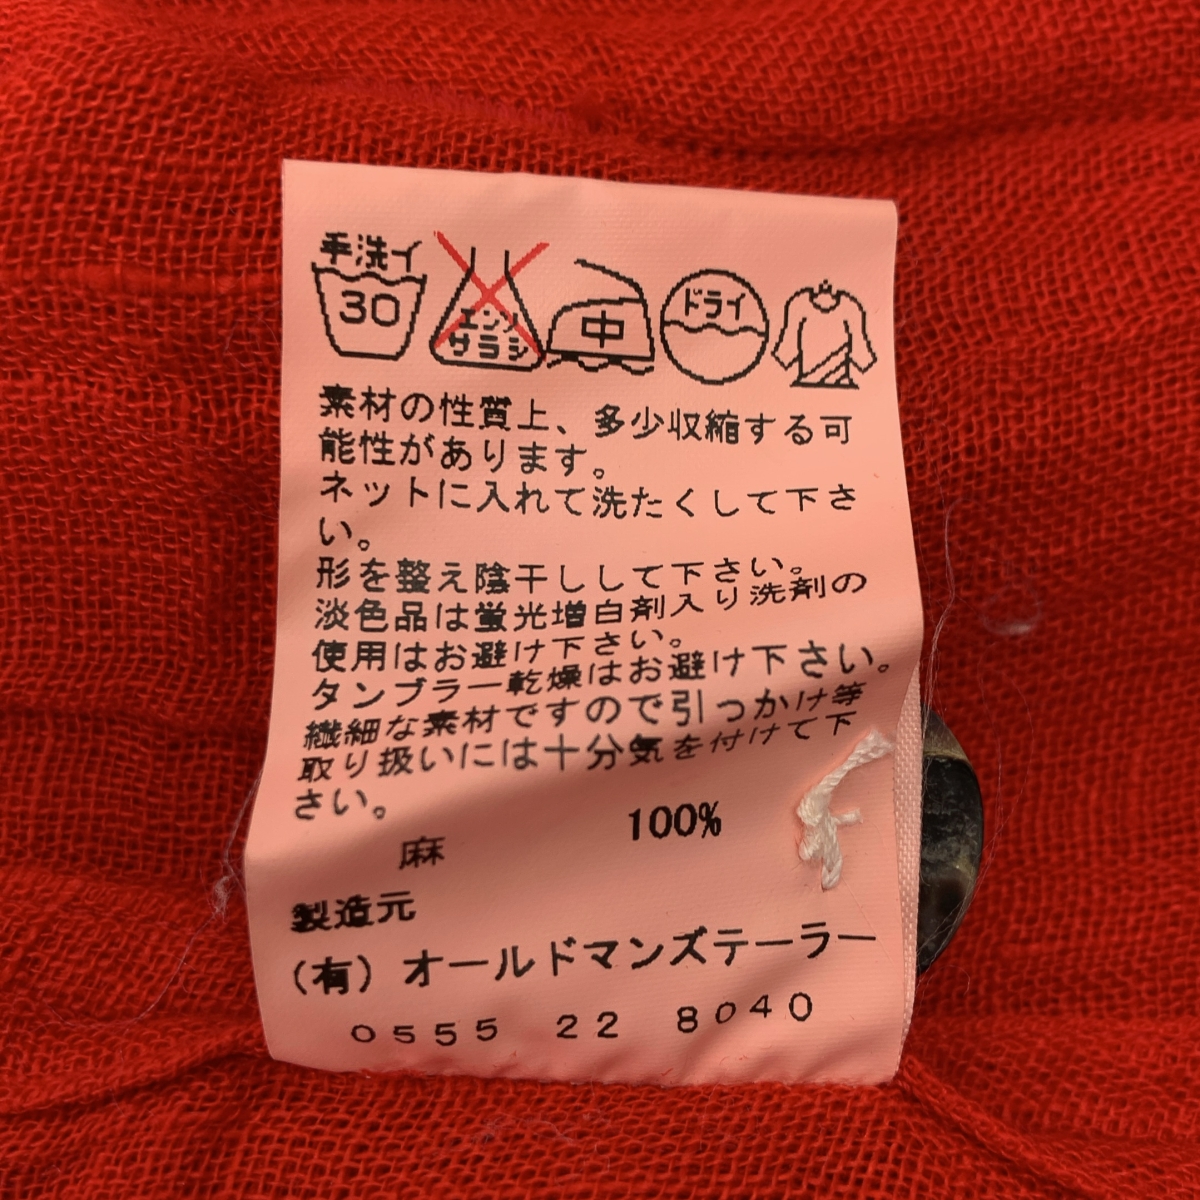 手洗イ
30
エンソ
サラシ
中
ドライ
素材の性質上、多少収縮する可
能性があります。
ネットに入れて洗たくして下さ
い。
形を整え陰干しして下さい。
淡色品は蛍光増白剤入り洗剤の
使用はお避け下さい。
タンブラー乾燥はお避け下さい。
繊細な素材ですので引っかけ等
取り扱いには十分気を付けて下
さい。
麻 100%
製造元
(有) オールドマンズテーラー
0555 22 8040